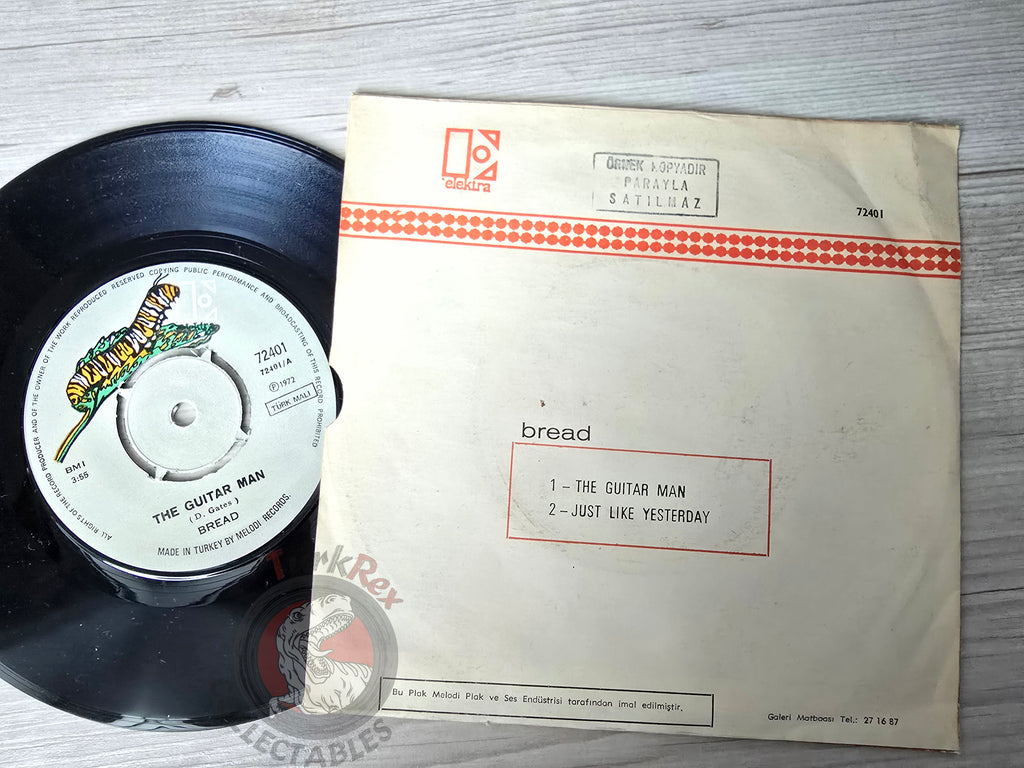 ALL RIGHTS OF THE RECORD PRODUCER AND OF THE OWNER OF THE WORK REPRODUCED RESERVED COPYING PUBLIC PERFORMANCE AND BROADCASTING OF THIS RECORD PROHIBITED
72401
72401/A
Ⓟ 1972
TÜRK MALI
BMI
3:55
THE GUITAR MAN
( D. Gates )
BREAD
MADE IN TURKEY BY MELODI RECORDS.
elektra
ÖRNEK KOPYADIR
PARAYLA
SATILMAZ
72401
bread
1 – THE GUITAR MAN
2 – JUST LIKE YESTERDAY
Bu Plak Melodi Plak ve Ses Endüstrisi tarafından imal edilmiştir.
Galeri Matbaası Tel.: 27 16 87
TurkRex